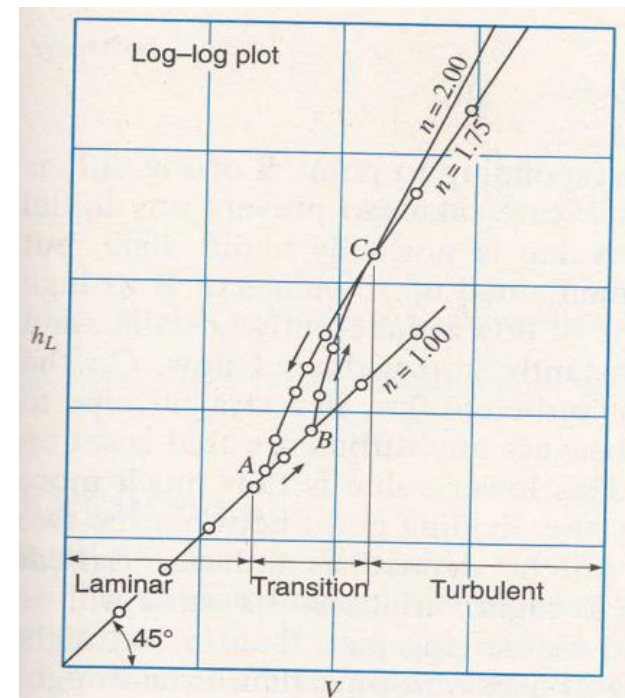 Log–log plot
n = 2.00
n = 1.75
C
h_L
n = 1.00
A
B
Laminar
Transition
Turbulent
45°
V